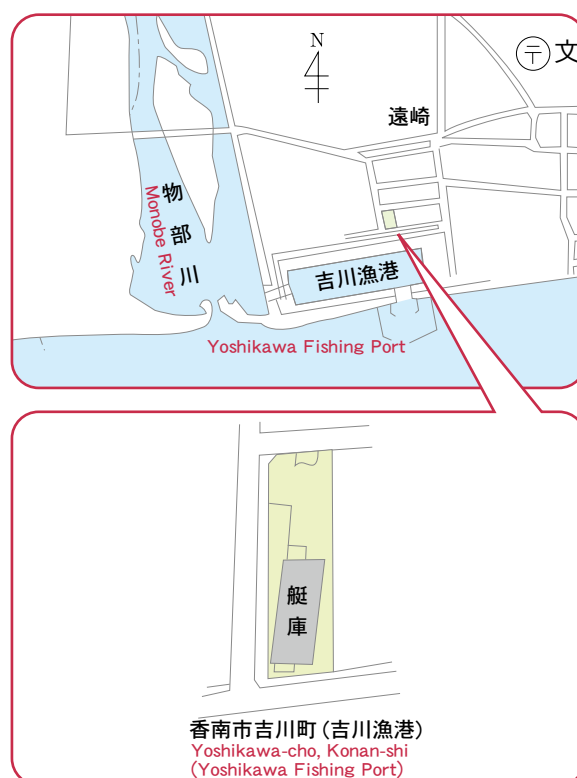 N
〒文
遠崎
物部川
Monobe River
吉川漁港
Yoshikawa Fishing Port
艇庫
香南市吉川町(吉川漁港)
Yoshikawa-cho, Konan-shi
(Yoshikawa Fishing Port)